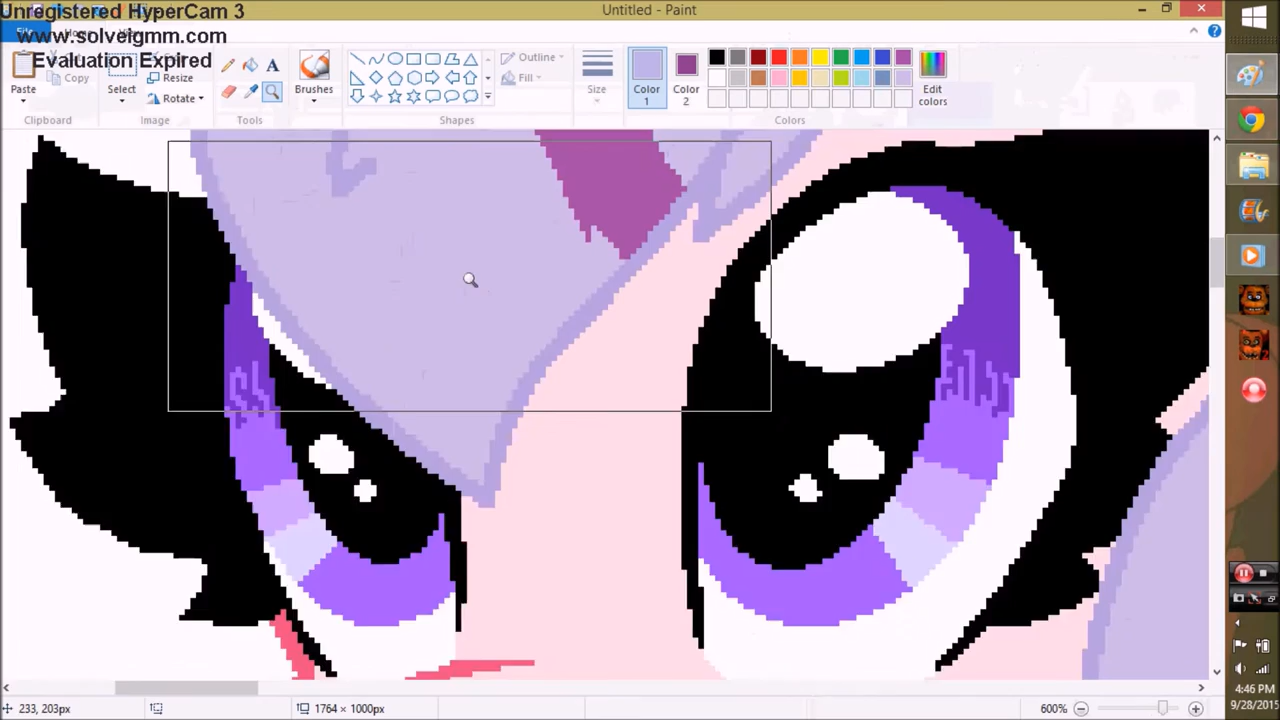 Unregistered HyperCam 3
www.solveigmm.com
Evaluation Expired
Untitled - Paint
Paste
Copy
Select
Resize
Rotate
Brushes
Outline
Fill
Size
Color 1
Color 2
Edit colors
Clipboard
Image
Tools
Shapes
Colors
233, 203px
1764 × 1000px
600%
4:46 PM
9/28/2015